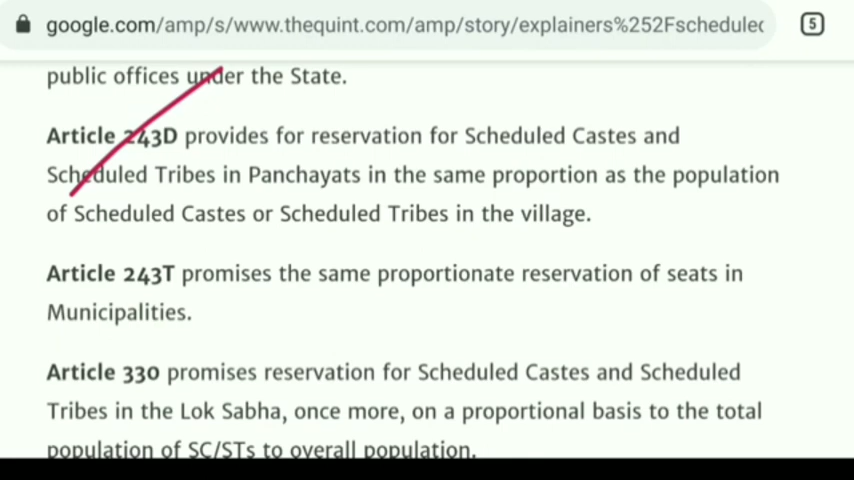 google.com/amp/s/www.thequint.com/amp/story/explainers%252Fscheduled
5
public offices under the State.
Article 243D provides for reservation for Scheduled Castes and
Scheduled Tribes in Panchayats in the same proportion as the population
of Scheduled Castes or Scheduled Tribes in the village.
Article 243T promises the same proportionate reservation of seats in
Municipalities.
Article 330 promises reservation for Scheduled Castes and Scheduled
Tribes in the Lok Sabha, once more, on a proportional basis to the total
population of SC/STs to overall population.